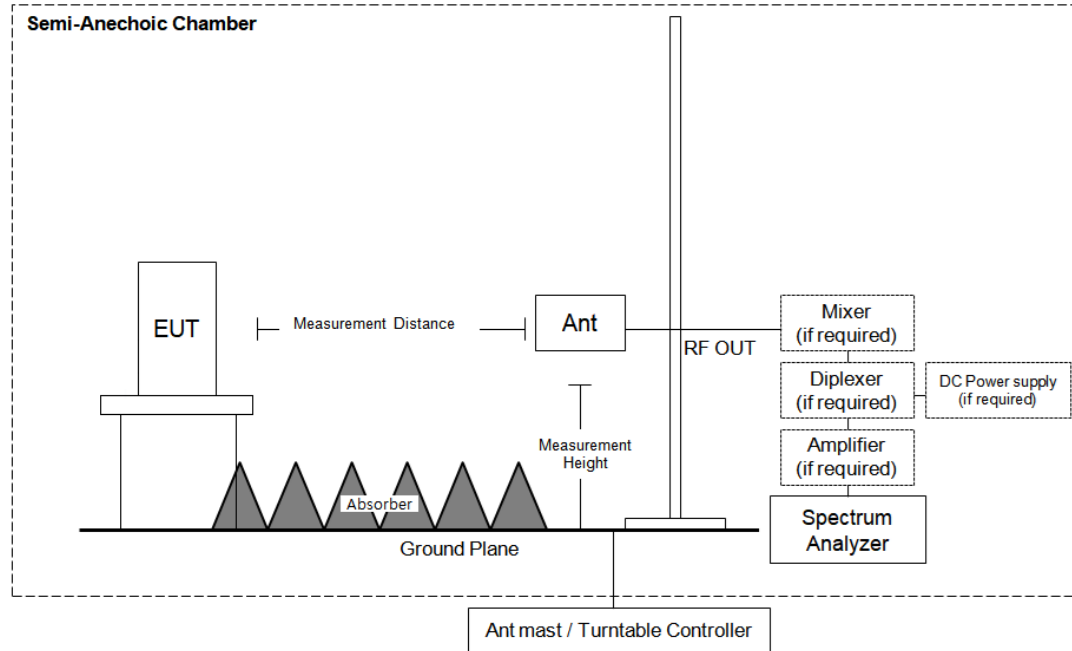 Semi-Anechoic Chamber
EUT
Measurement Distance
Ant
RF OUT
Mixer
(if required)
Diplexer
(if required)
DC Power supply
(if required)
Amplifier
(if required)
Spectrum
Analyzer
Measurement
Height
Absorber
Ground Plane
Ant mast / Turntable Controller